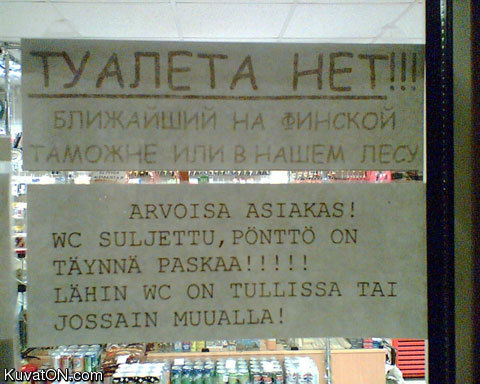 ТУАЛЕТА НЕТ!!!
БЛИЖАЙШИЙ НА ФИНСКОЙ
ТАМОЖНЕ ИЛИ В НАШЕМ ЛЕСУ
ARVOISA ASIAKAS!
WC SULJETTU,PÖNTTÖ ON
TÄYNNÄ PASKAA!!!!!
LÄHIN WC ON TULLISSA TAI
JOSSAIN MUUALLA!
KuvatON.com